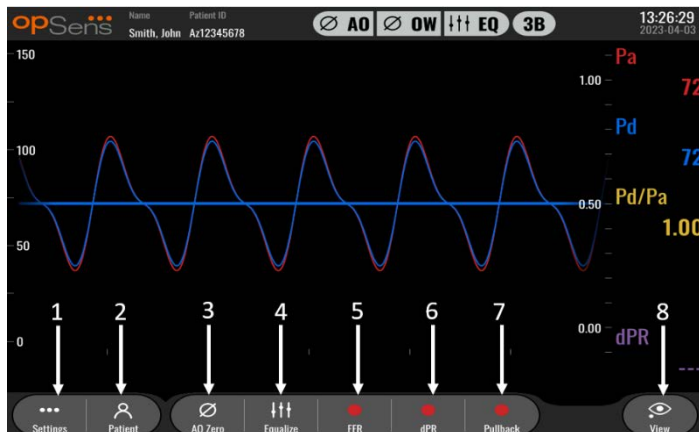 opSens
Name
Patient ID
Smith, John
Az12345678
Ø AO
Ø OW
EQ
3B
13:26:29
2023-04-03
150
100
50
0
1.00
0.50
0.00
Pa
72
Pd
72
Pd/Pa
1.00
dPR
---
1
2
3
4
5
6
7
8
Settings
Patient
AO Zero
Equalize
FFR
dPR
Pullback
View